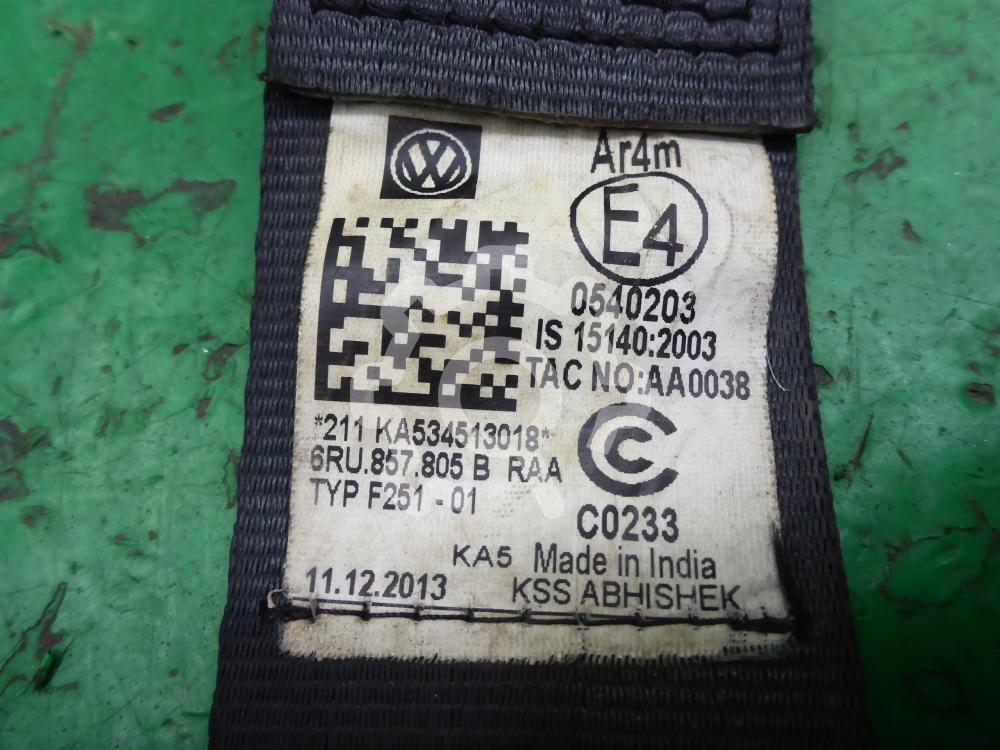 Ar4m
E4
0540203
IS 15140:2003
TAC NO:AA0038
*211 KA534513018*
6RU.857.805 B RAA
TYP F251 - 01
C0233
KA5 Made in India
11.12.2013 KSS ABHISHEK